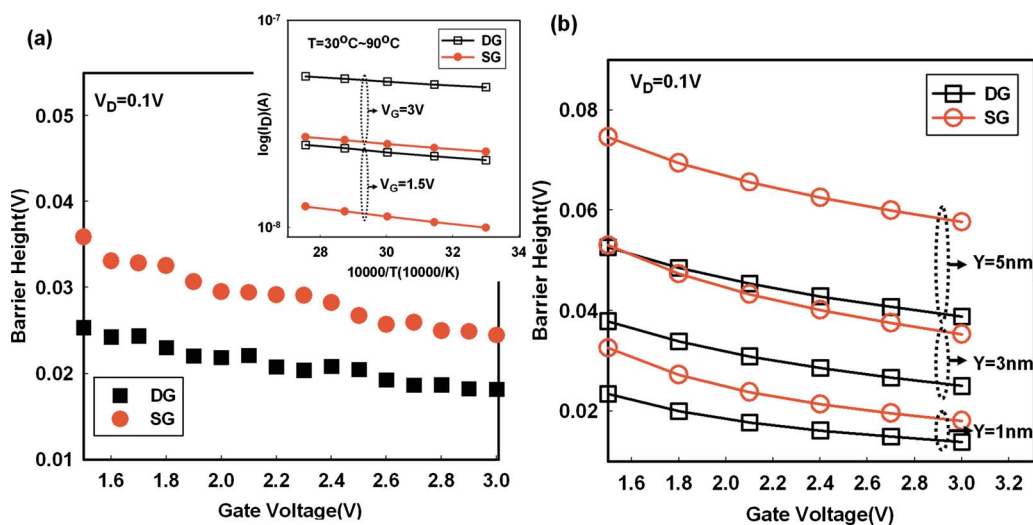 (a)
V_D=0.1V
Barrier Height(V)
0.05
0.04
0.03
0.02
0.01
DG
SG
1.6 1.8 2.0 2.2 2.4 2.6 2.8 3.0
Gate Voltage(V)
T=30⁰C~90⁰C
DG
SG
log(I_D)(A)
10⁻⁷
10⁻⁸
V_G=3V
V_G=1.5V
28 30 32 34
10000/T(10000/K)
(b)
V_D=0.1V
DG
SG
Barrier Height(V)
0.08
0.06
0.04
0.02
Y=5nm
Y=3nm
Y=1nm
1.6 1.8 2.0 2.2 2.4 2.6 2.8 3.0 3.2
Gate Voltage(V)